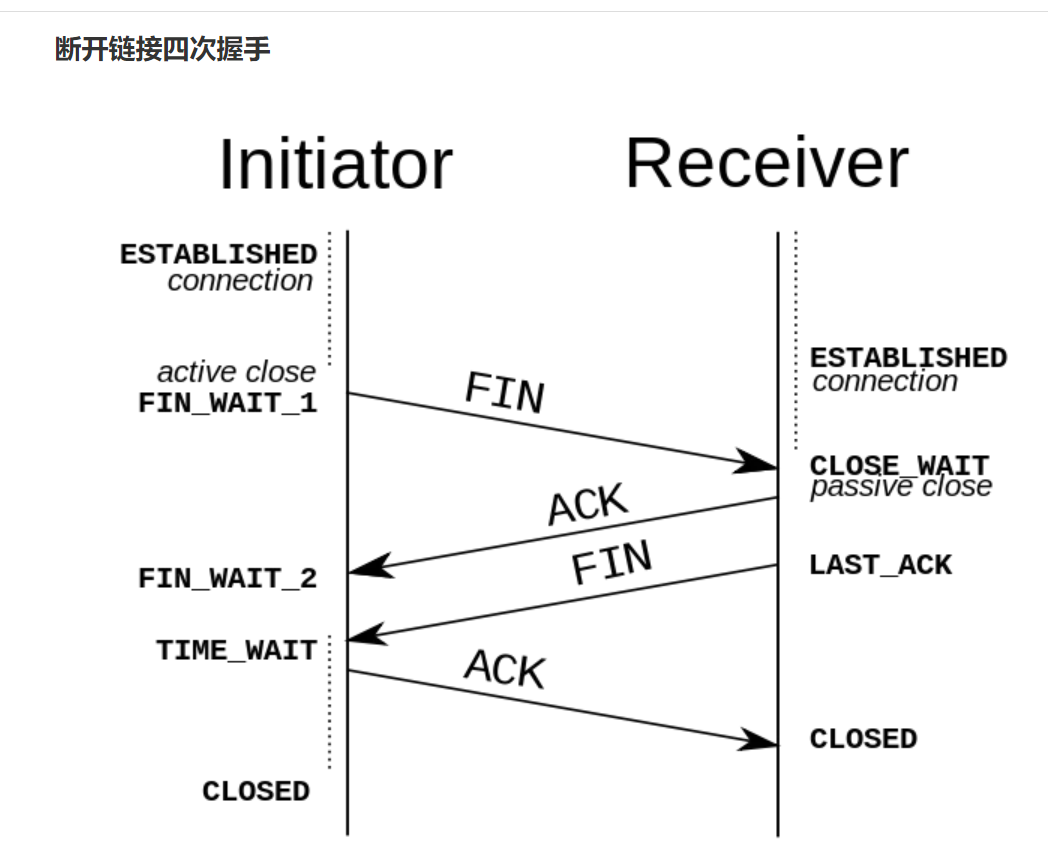 断开链接四次握手
Initiator
Receiver
ESTABLISHED
connection
active close
FIN_WAIT_1
FIN
ESTABLISHED
connection
CLOSE_WAIT
passive close
ACK
FIN
LAST_ACK
FIN_WAIT_2
TIME_WAIT
ACK
CLOSED
CLOSED